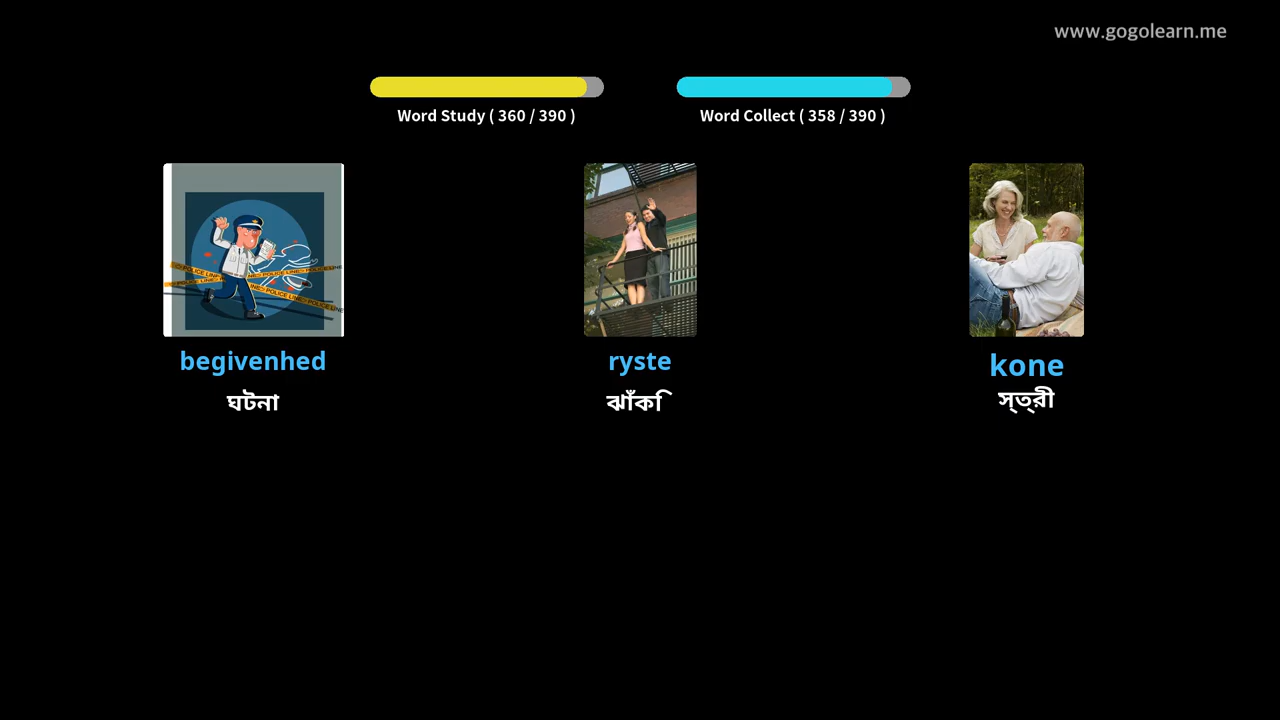 www.gogolearn.me
Word Study ( 360 / 390 )
Word Collect ( 358 / 390 )
begivenhed
ryste
kone
ঘটনা
ঝাঁকি
স্ত্রী